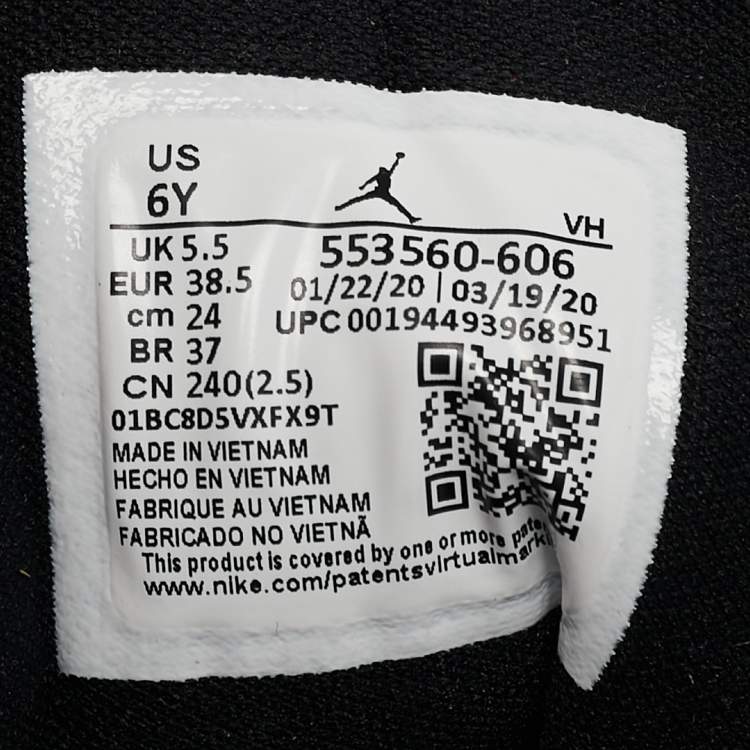 US
6Y
VH
UK 5.5
EUR 38.5
cm 24
BR 37
CN 240(2.5)
553560-606
01/22/20 | 03/19/20
UPC 00194493968951
01BC8D5VXFX9T
MADE IN VIETNAM
HECHO EN VIETNAM
FABRIQUE AU VIETNAM
FABRICADO NO VIETNÃ
This product is covered by one or more
www.nike.com/patentsvirtualmarki